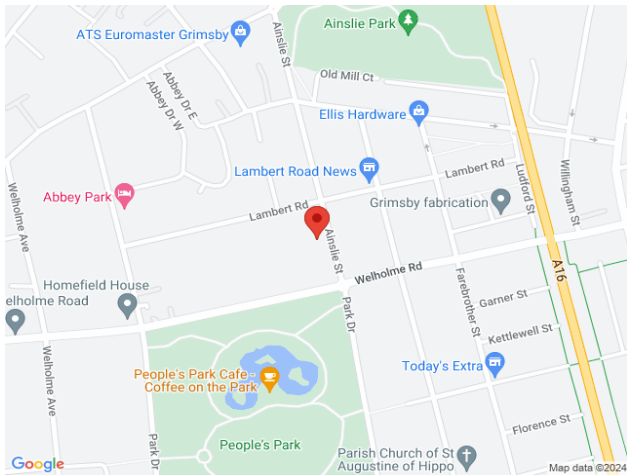 Ainslie Park
ATS Euromaster Grimsby
Ainslie St
Old Mill Ct
Abbey Dr E
Abbey Dr W
Ellis Hardware
Lambert Road News
Lambert Rd
Ludford St
Willingham St
Welholme Ave
Abbey Park
Lambert Rd
Grimsby fabrication
Ainslie St
Welholme Rd
A16
Homefield House
elholme Road
Park Dr
Farebrother St
Garner St
Kettlewell St
Welholme Ave
People's Park Cafe -
Coffee on the Park
Today's Extra
Florence St
Park Dr
People's Park
Parish Church of St
Augustine of Hippo
Google
Map data ©2024